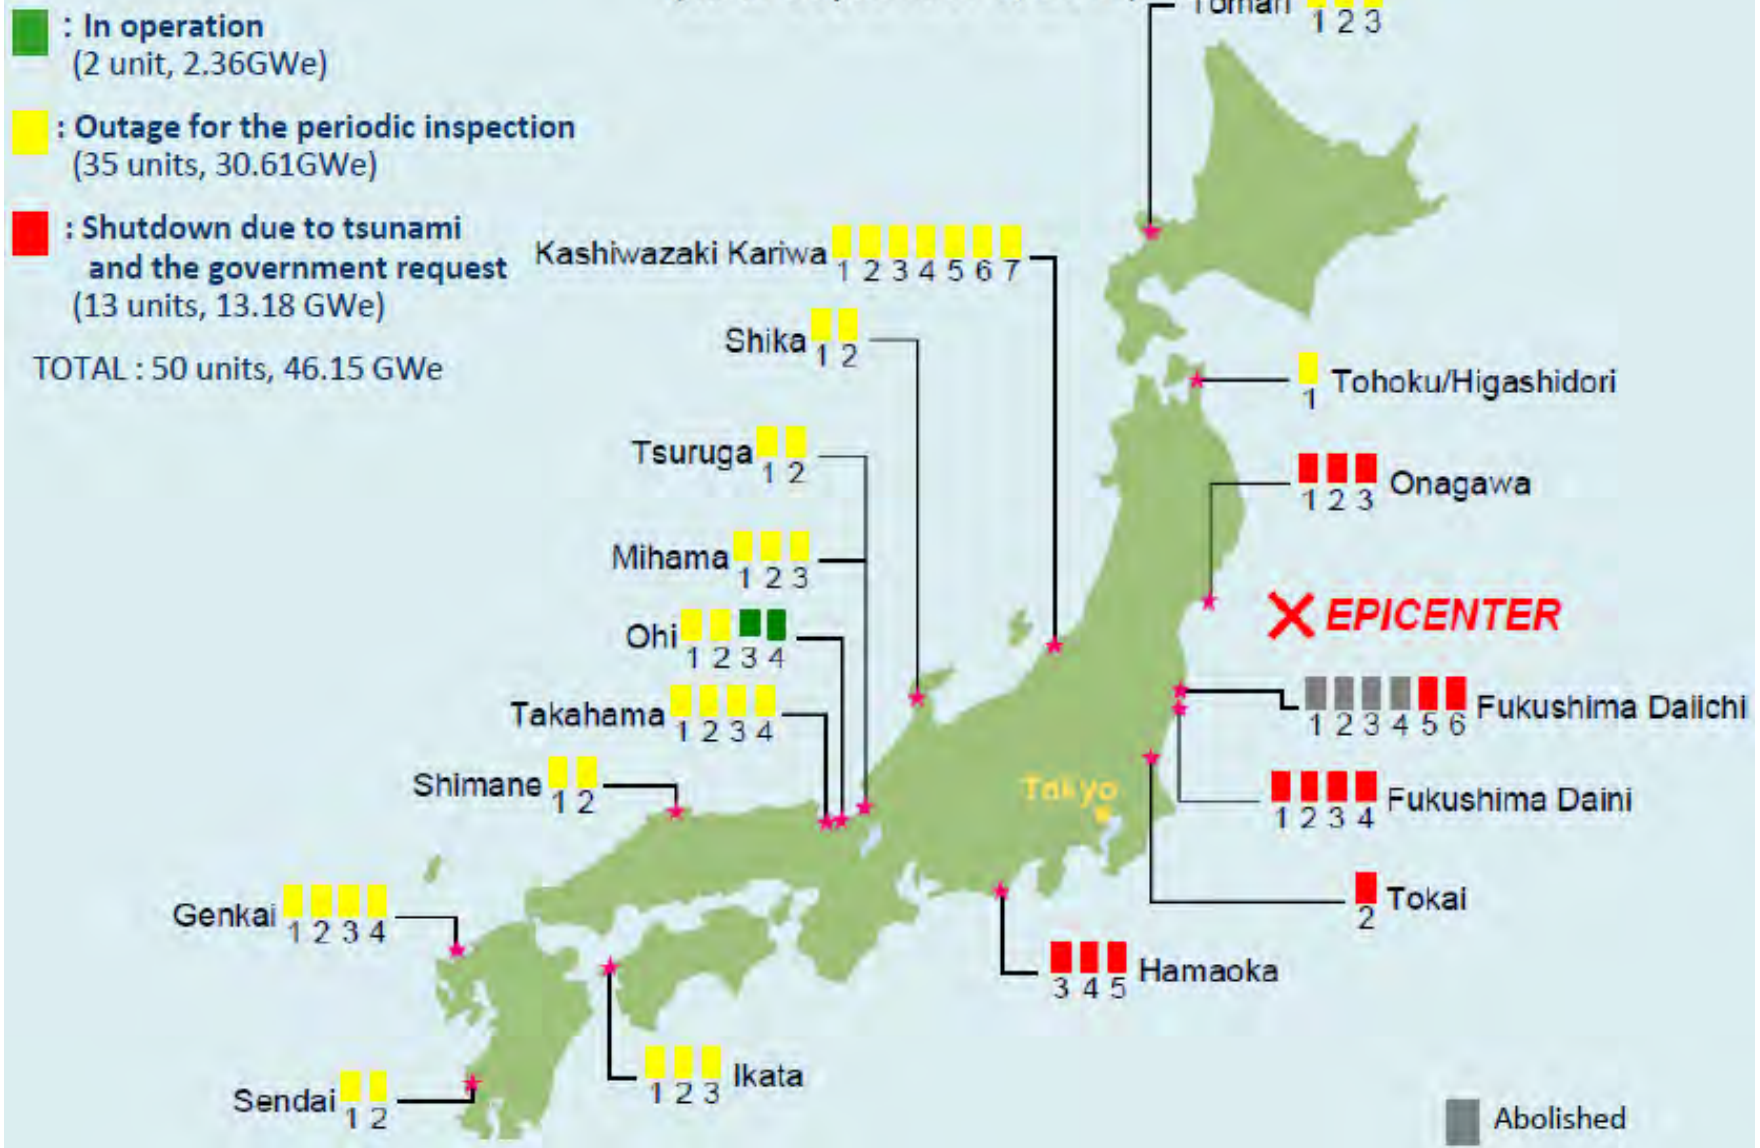 : In operation
(2 unit, 2.36GWe)
: Outage for the periodic inspection
(35 units, 30.61GWe)
: Shutdown due to tsunami
and the government request
(13 units, 13.18 GWe)
TOTAL : 50 units, 46.15 GWe
Tomari
1 2 3
Kashiwazaki Kariwa
1 2 3 4 5 6 7
Shika
1 2
Tohoku/Higashidori
1
Tsuruga
1 2
Onagawa
1 2 3
Mihama
1 2 3
EPICENTER
Ohi
1 2 3 4
Takahama
1 2 3 4
Fukushima Daiichi
1 2 3 4 5 6
Shimane
1 2
Tokyo
Fukushima Daini
1 2 3 4
Genkai
1 2 3 4
Tokai
2
Hamaoka
3 4 5
Ikata
1 2 3
Sendai
1 2
Abolished